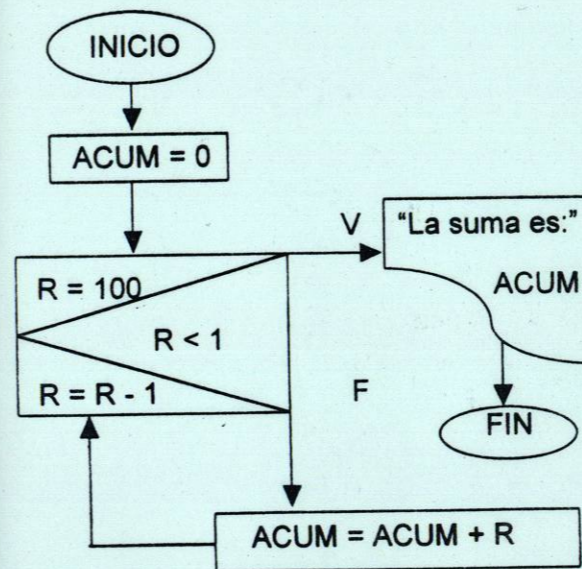 INICIO
ACUM = 0
V
"La suma es:"
ACUM
R = 100
R < 1
R = R - 1
F
FIN
ACUM = ACUM + R